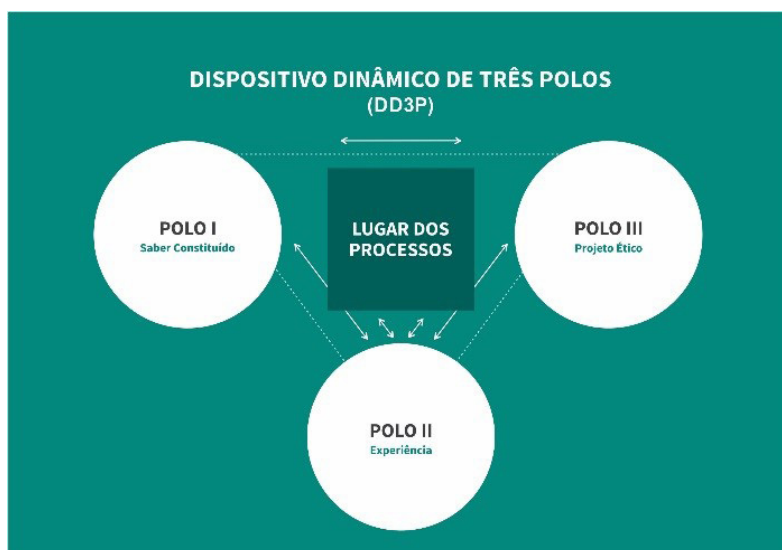 DISPOSITIVO DINÂMICO DE TRÊS POLOS
(DD3P)
POLO I
Saber Constituído
LUGAR DOS
PROCESSOS
POLO III
Projeto Ético
POLO II
Experiência